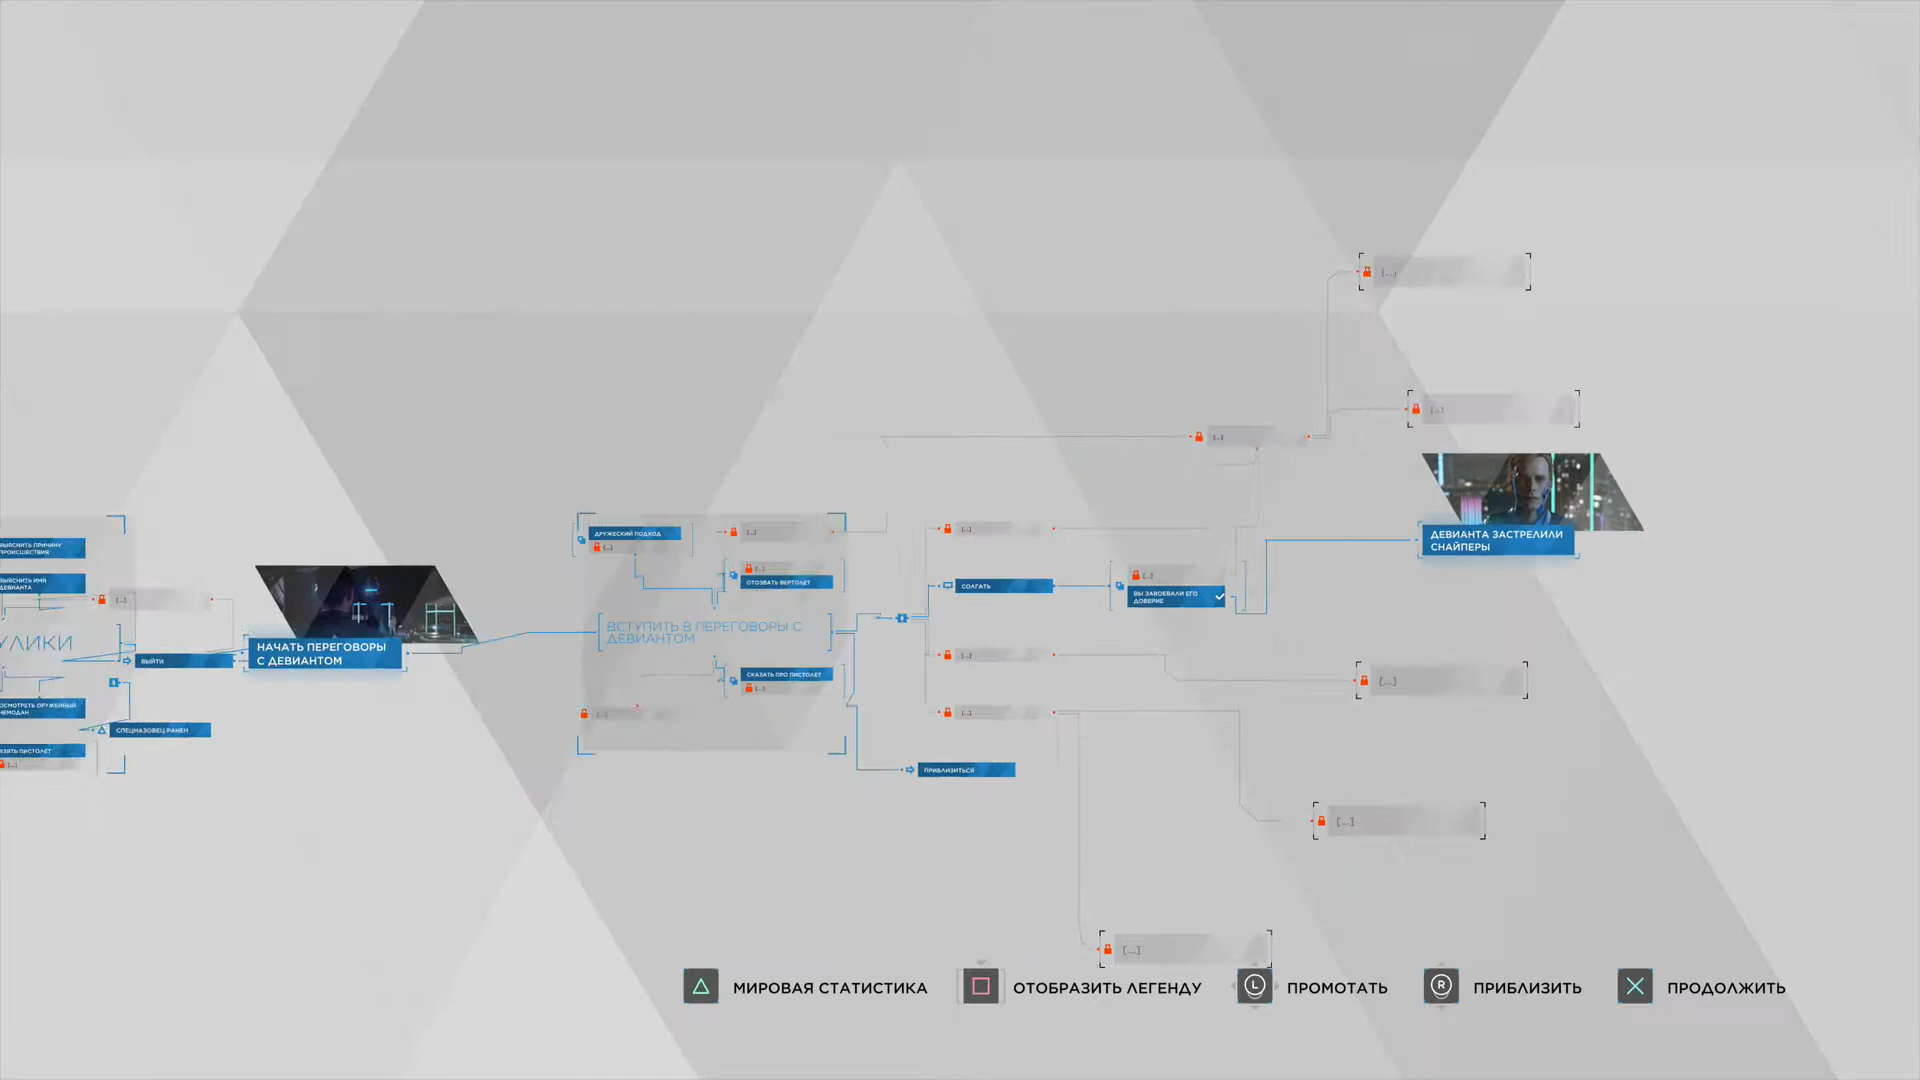 [...]
[...]
[...]
ДЕВИАНТА ЗАСТРЕЛИЛИ
СНАЙПЕРЫ
ВЫЯСНИТЬ ПРИЧИНУ
ПРОИСШЕСТВИЯ
ВЫЯСНИТЬ ИМЯ
ДЕВИАНТА
[...]
УЛИКИ
ВЫЙТИ
ОСМОТРЕТЬ ОРУЖЕЙНЫЙ
ЧЕМОДАН
СПЕЦНАЗОВЕЦ РАНЕН
ВЗЯТЬ ПИСТОЛЕТ
[...]
НАЧАТЬ ПЕРЕГОВОРЫ
С ДЕВИАНТОМ
ДРУЖЕСКИЙ ПОДХОД
[...]
[...]
[...]
ОТОЗВАТЬ ВЕРТОЛЕТ
ВСТУПИТЬ В ПЕРЕГОВОРЫ С
ДЕВИАНТОМ
СКАЗАТЬ ПРО ПИСТОЛЕТ
[...]
[...]
[...]
СОЛГАТЬ
[...]
ВЫ ЗАВОЕВАЛИ ЕГО
ДОВЕРИЕ
[...]
[...]
ПРИБЛИЗИТЬСЯ
[...]
[...]
[...]
МИРОВАЯ СТАТИСТИКА
ОТОБРАЗИТЬ ЛЕГЕНДУ
L
ПРОМОТАТЬ
R
ПРИБЛИЗИТЬ
ПРОДОЛЖИТЬ